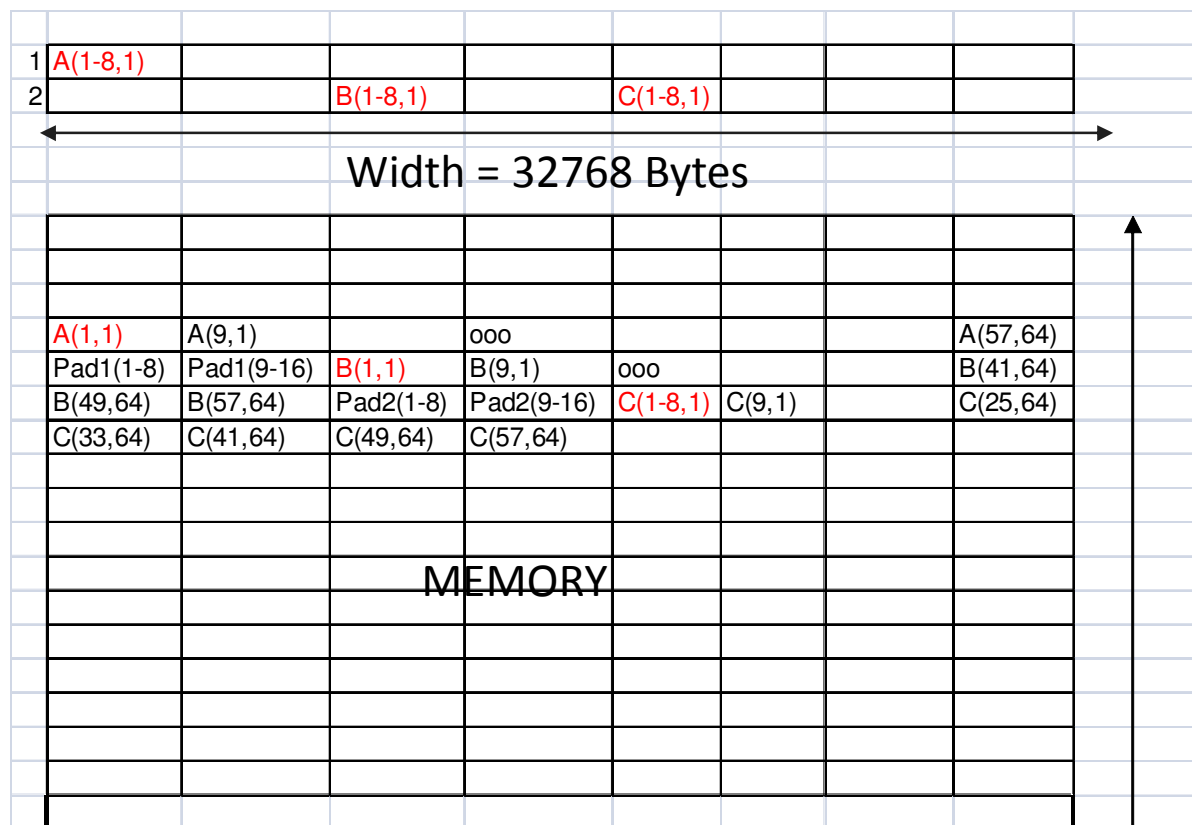 1 A(1-8,1)
2 B(1-8,1) C(1-8,1)
Width = 32768 Bytes
A(1,1) A(9,1) ooo A(57,64)
Pad1(1-8) Pad1(9-16) B(1,1) B(9,1) ooo B(41,64)
B(49,64) B(57,64) Pad2(1-8) Pad2(9-16) C(1-8,1) C(9,1) C(25,64)
C(33,64) C(41,64) C(49,64) C(57,64)
MEMORY